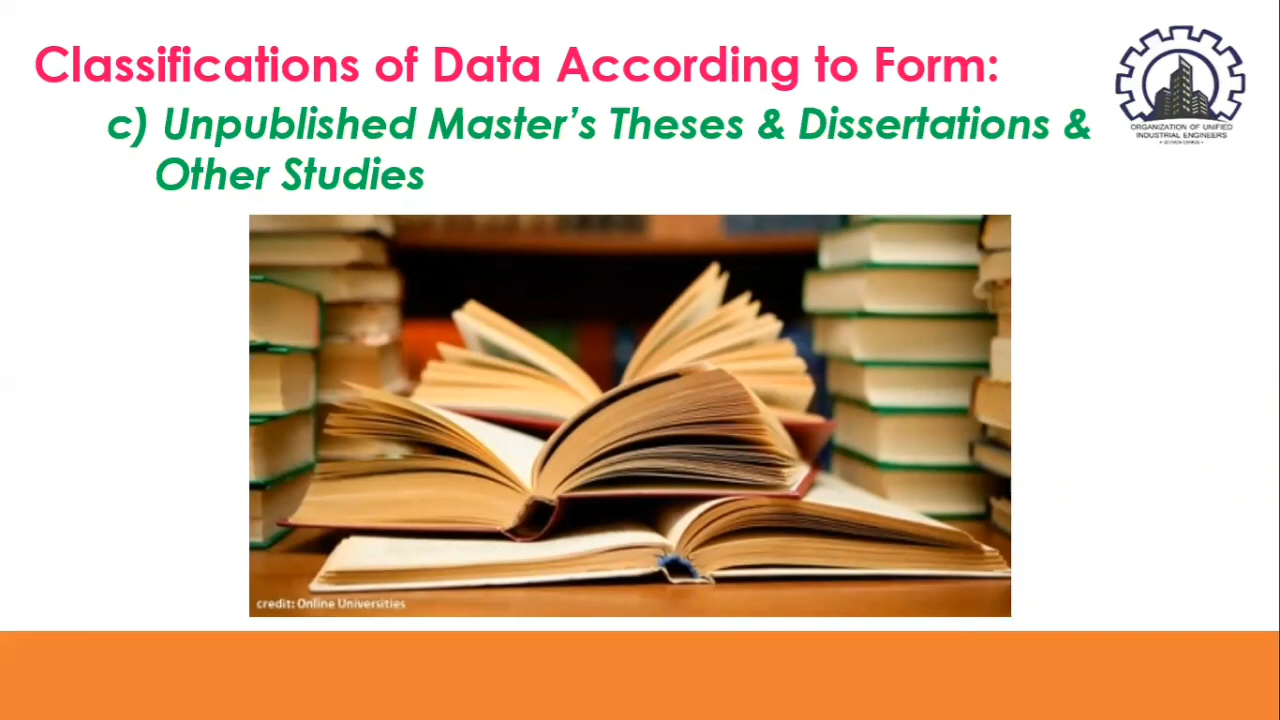 Classifications of Data According to Form:
c) Unpublished Master’s Theses & Dissertations &
Other Studies
ORGANIZATION OF UNIFIED
INDUSTRIAL ENGINEERS
credit: Online Universities